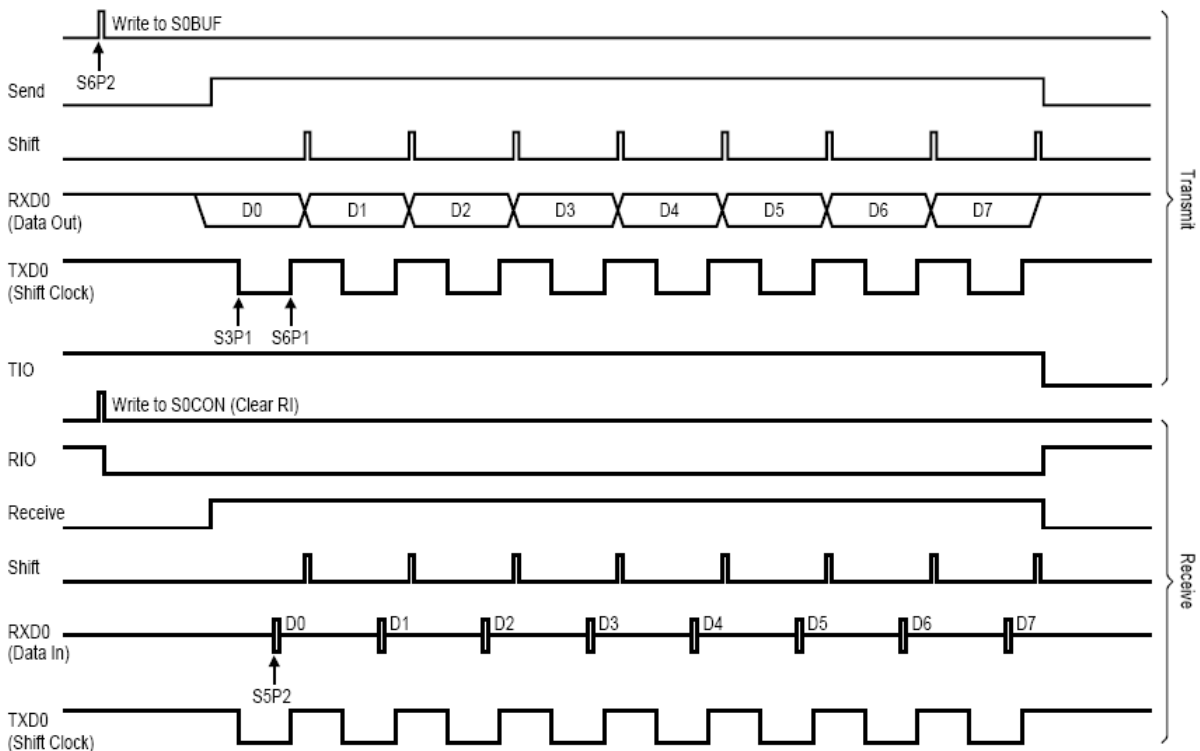 Write to S0BUF
S6P2
Send
Shift
RXD0
(Data Out)
D0 D1 D2 D3 D4 D5 D6 D7
TXD0
(Shift Clock)
S3P1 S6P1
TIO
Transmit
Write to S0CON (Clear RI)
RIO
Receive
Shift
RXD0
(Data In)
D0 D1 D2 D3 D4 D5 D6 D7
S5P2
TXD0
(Shift Clock)
Receive